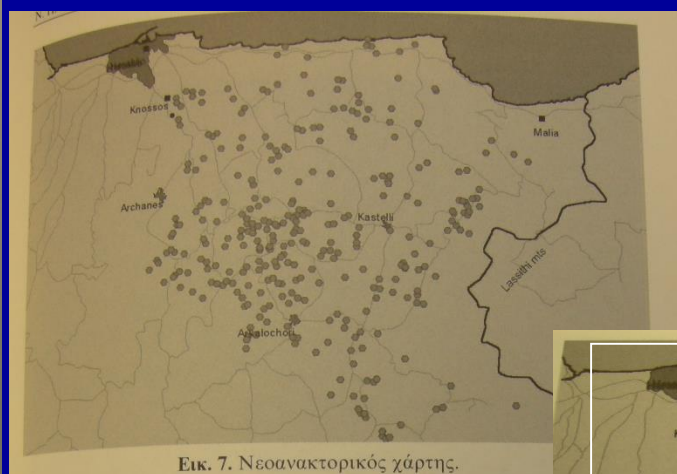 Knossos
Malia
Archanes
Kastelli
Lassithi mts
Arkalochori
Εικ. 7. Νεοανακτορικός χάρτης.